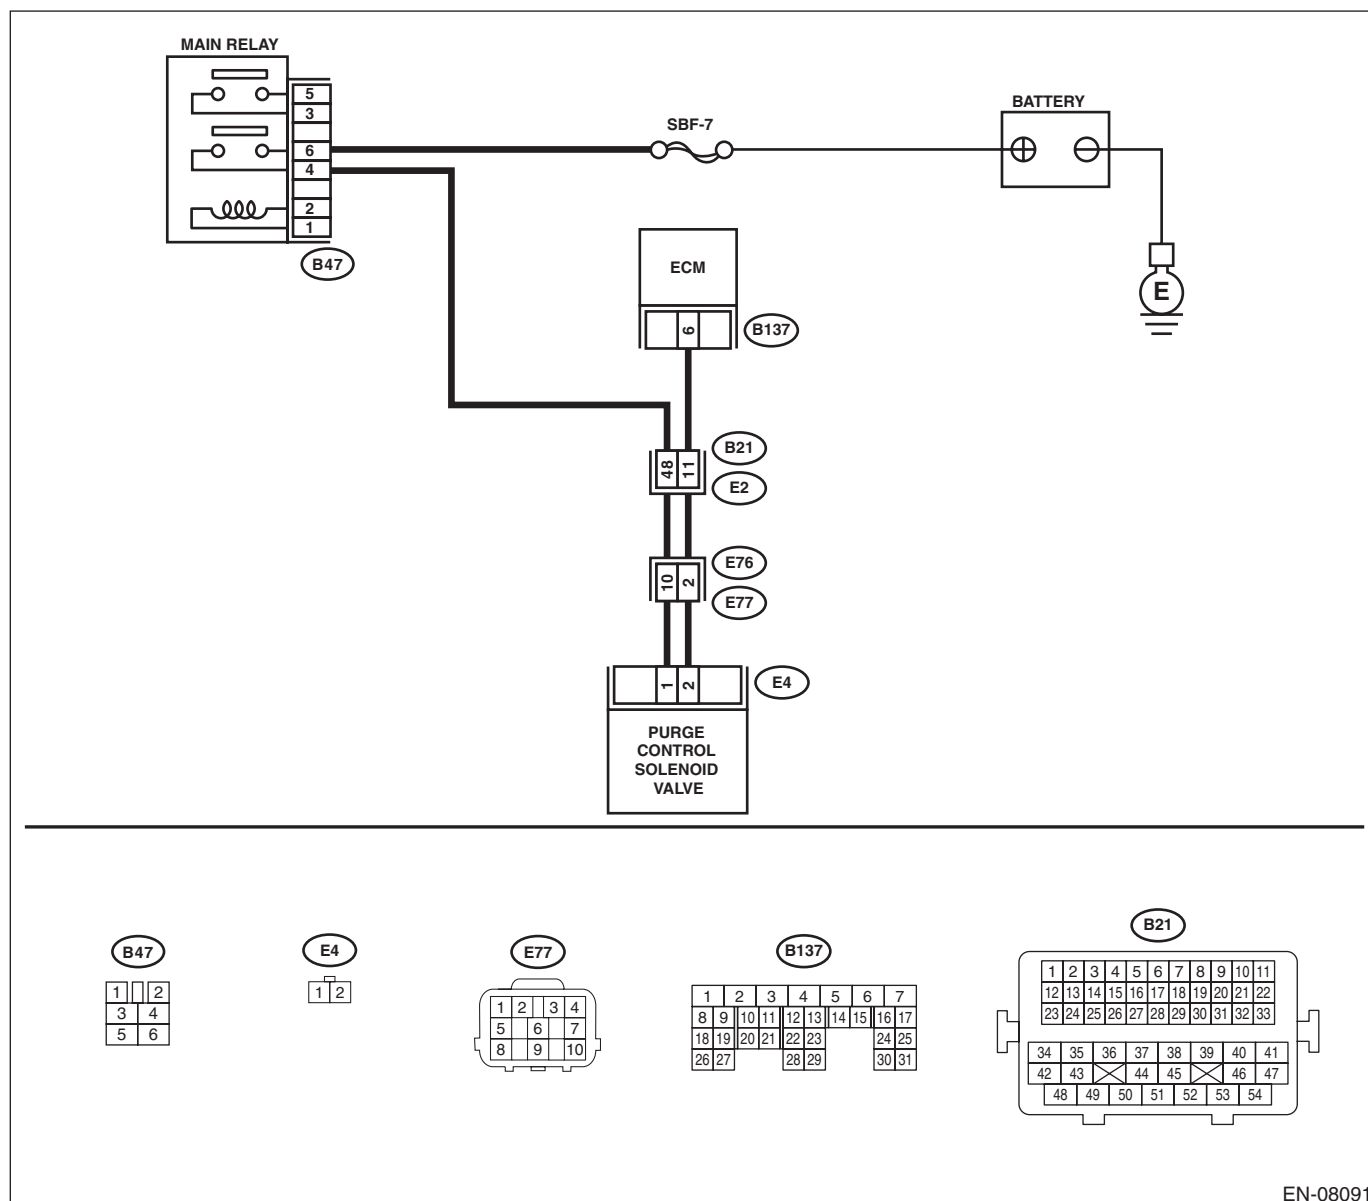 MAIN RELAY
5
3
6
4
2
1
B47
SBF-7
BATTERY
E
ECM
6
B137
48 11
B21
E2
10 2
E76
E77
1 2
E4
PURGE
CONTROL
SOLENOID
VALVE
B47
1 2
3 4
5 6
E4
1 2
E77
1 2 3 4
5 6 7
8 9 10
B137
1 2 3 4 5 6 7
8 9 10 11 12 13 14 15 16 17
18 19 20 21 22 23 24 25
26 27 28 29 30 31
B21
1 2 3 4 5 6 7 8 9 10 11
12 13 14 15 16 17 18 19 20 21 22
23 24 25 26 27 28 29 30 31 32 33
34 35 36 37 38 39 40 41
42 43 44 45 46 47
48 49 50 51 52 53 54
EN-08091